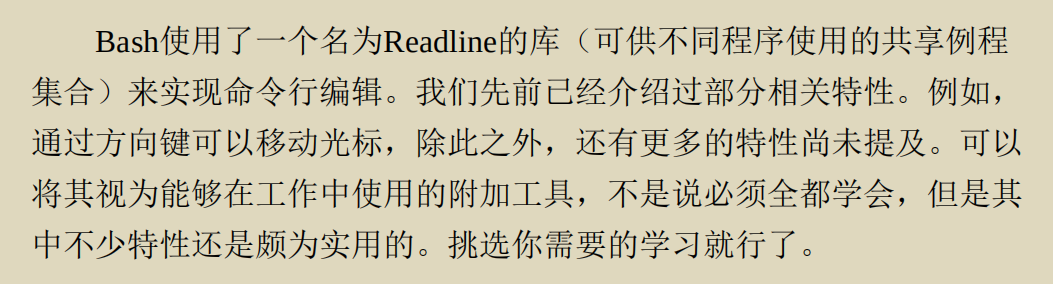 Bash使用了一个名为Readline的库（可供不同程序使用的共享例程
集合）来实现命令行编辑。我们先前已经介绍过部分相关特性。例如，
通过方向键可以移动光标，除此之外，还有更多的特性尚未提及。可以
将其视为能够在工作中使用的附加工具，不是说必须全都学会，但是其
中不少特性还是颇为实用的。挑选你需要的学习就行了。